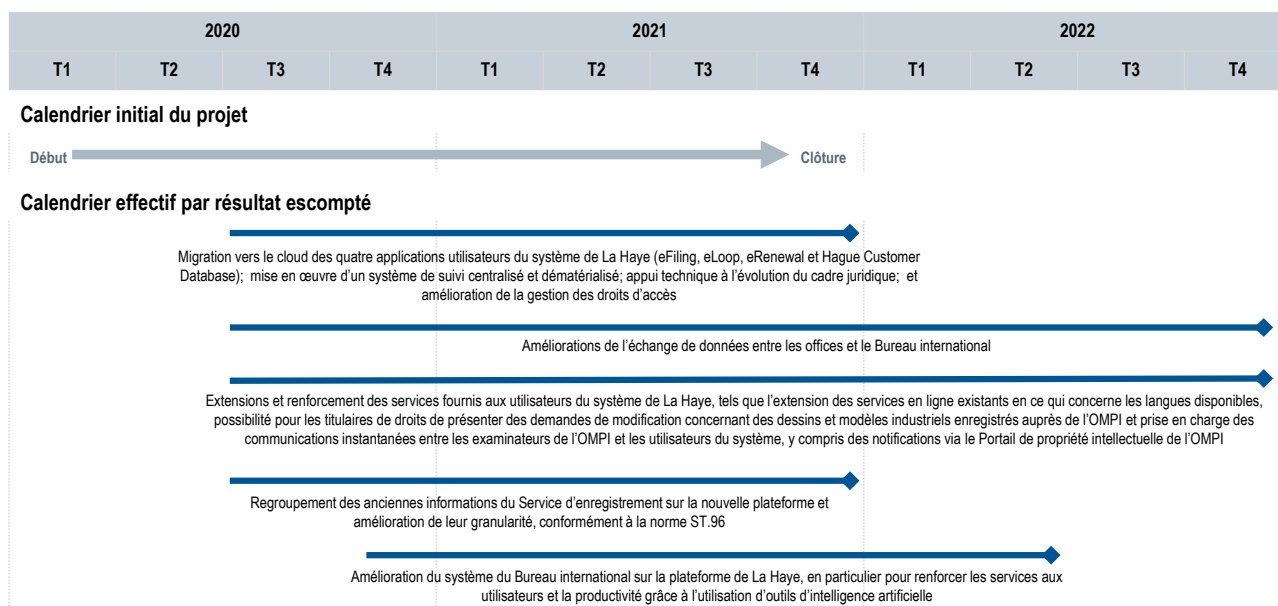 2020 2021 2022
T1 T2 T3 T4 T1 T2 T3 T4 T1 T2 T3 T4
Calendrier initial du projet
Début Clôture
Calendrier effectif par résultat escompté
Migration vers le cloud des quatre applications utilisateurs du système de La Haye (eFiling, eLoop, eRenewal et Hague Customer
Database); mise en œuvre d'un système de suivi centralisé et dématérialisé; appui technique à l'évolution du cadre juridique; et
amélioration de la gestion des droits d'accès
Améliorations de l'échange de données entre les offices et le Bureau international
Extensions et renforcement des services fournis aux utilisateurs du système de La Haye, tels que l'extension des services en ligne existants en ce qui concerne les langues disponibles,
possibilité pour les titulaires de droits de présenter des demandes de modification concernant des dessins et modèles industriels enregistrés auprès de l'OMPI et prise en charge des
communications instantanées entre les examinateurs de l'OMPI et les utilisateurs du système, y compris des notifications via le Portail de propriété intellectuelle de l'OMPI
Regroupement des anciennes informations du Service d'enregistrement sur la nouvelle plateforme et
amélioration de leur granularité, conformément à la norme ST.96
Amélioration du système du Bureau international sur la plateforme de La Haye, en particulier pour renforcer les services aux
utilisateurs et la productivité grâce à l'utilisation d'outils d'intelligence artificielle